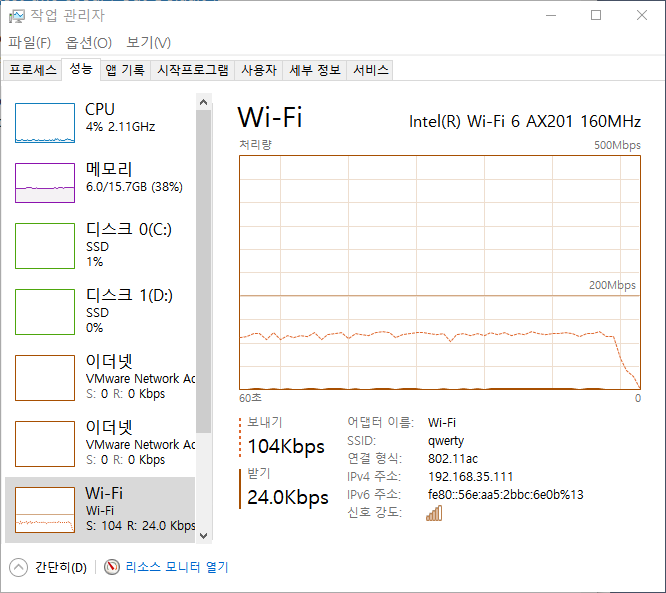 작업 관리자
파일(F) 옵션(O) 보기(V)
프로세스 성능 앱 기록 시작프로그램 사용자 세부 정보 서비스
CPU
4% 2.11GHz
메모리
6.0/15.7GB (38%)
디스크 0(C:)
SSD
1%
디스크 1(D:)
SSD
0%
이더넷
VMware Network Ad
S: 0 R: 0 Kbps
이더넷
VMware Network Ad
S: 0 R: 0 Kbps
Wi-Fi
Wi-Fi
S: 104 R: 24.0 Kbps
Wi-Fi Intel(R) Wi-Fi 6 AX201 160MHz
처리량 500Mbps
200Mbps
60초 0
보내기
104Kbps
받기
24.0Kbps
어댑터 이름: Wi-Fi
SSID: qwerty
연결 형식: 802.11ac
IPv4 주소: 192.168.35.111
IPv6 주소: fe80::56e:aa5:2bbc:6e0b%13
신호 강도:
간단히(D) 리소스 모니터 열기